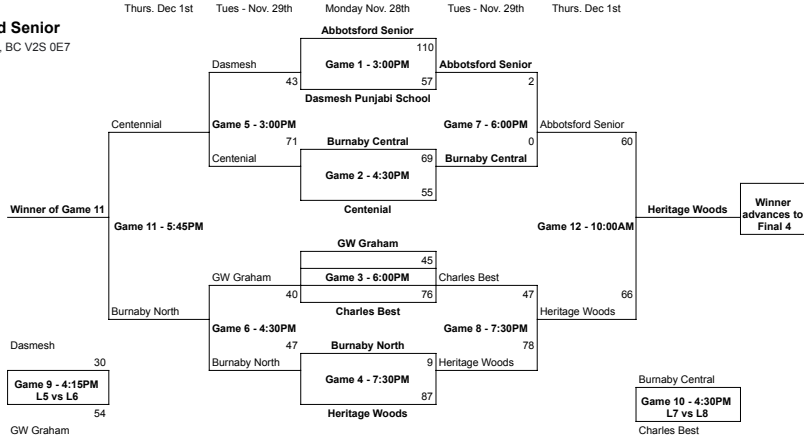 Thurs. Dec 1st Tues - Nov. 29th Monday Nov. 28th Tues - Nov. 29th Thurs. Dec 1st
d Senior
, BC V2S 0E7
Abbotsford Senior
110
Dasmesh Game 1 - 3:00PM Abbotsford Senior
43 57 2
Dasmesh Punjabi School
Centennial Game 5 - 3:00PM Game 7 - 6:00PM Abbotsford Senior
71 Burnaby Central 0 60
Centenial 69 Burnaby Central
Game 2 - 4:30PM
55
Winner of Game 11 Centenial Heritage Woods Winner
advances to
Final 4
Game 11 - 5:45PM Game 12 - 10:00AM
GW Graham
45
GW Graham Game 3 - 6:00PM Charles Best
40 76 47 66
Burnaby North Charles Best Heritage Woods
Game 6 - 4:30PM Game 8 - 7:30PM
Dasmesh 47 Burnaby North 78
30 Burnaby North 9 Heritage Woods
Game 9 - 4:15PM Game 4 - 7:30PM Burnaby Central
L5 vs L6 87 Game 10 - 4:30PM
54 Heritage Woods L7 vs L8
GW Graham Charles Best